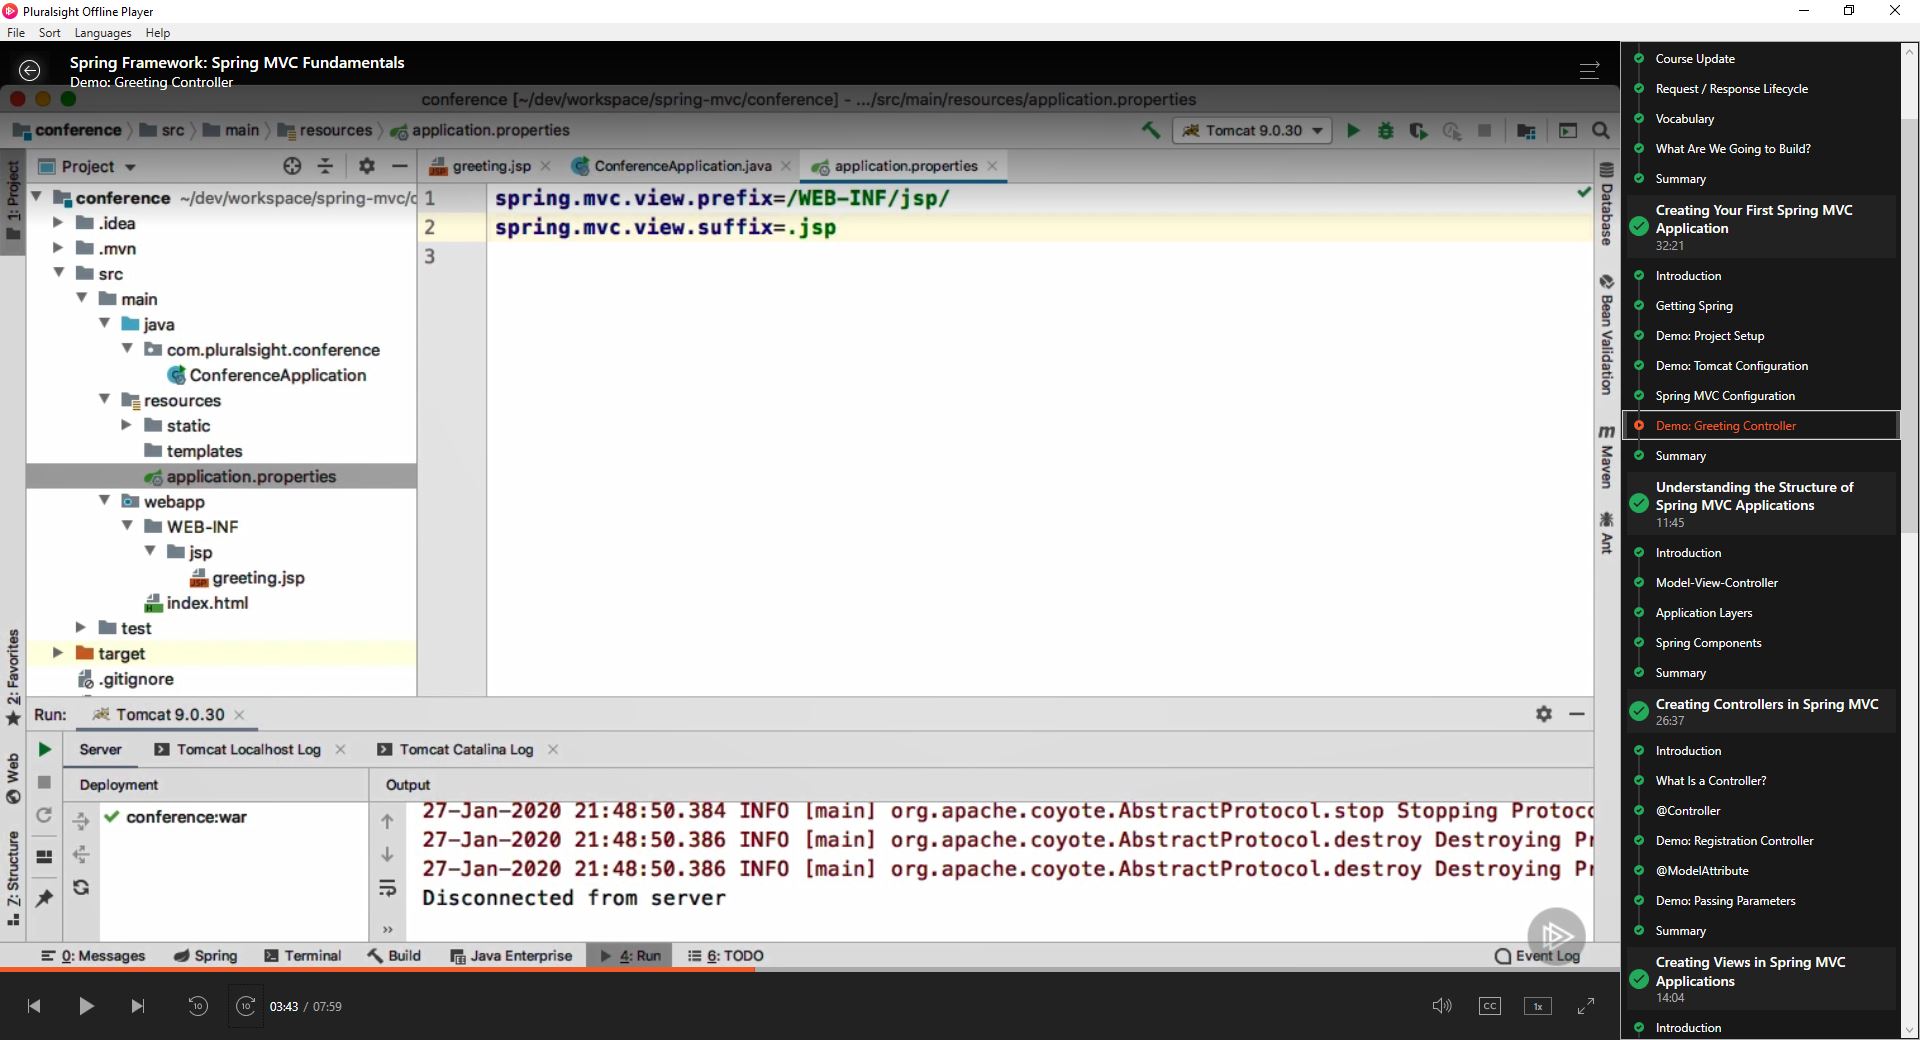 Pluralsight Offline Player
File Sort Languages Help
Spring Framework: Spring MVC Fundamentals
Demo: Greeting Controller
conference [~/dev/workspace/spring-mvc/conference] - .../src/main/resources/application.properties
conference src main resources application.properties
Tomcat 9.0.30
1: Project
Project
greeting.jsp
ConferenceApplication.java
application.properties
conference ~/dev/workspace/spring-mvc/c
.idea
.mvn
src
main
java
com.pluralsight.conference
ConferenceApplication
resources
static
templates
application.properties
webapp
WEB-INF
jsp
greeting.jsp
index.html
test
target
.gitignore
1 spring.mvc.view.prefix=/WEB-INF/jsp/
2 spring.mvc.view.suffix=.jsp
3
Database
Bean Validation
Maven
Ant
2: Favorites
Web
Z: Structure
Run: Tomcat 9.0.30
Server Tomcat Localhost Log Tomcat Catalina Log
Deployment Output
conference:war
27-Jan-2020 21:48:50.384 INFO [main] org.apache.coyote.AbstractProtocol.stop Stopping Protoco
27-Jan-2020 21:48:50.386 INFO [main] org.apache.coyote.AbstractProtocol.destroy Destroying Pr
27-Jan-2020 21:48:50.386 INFO [main] org.apache.coyote.AbstractProtocol.destroy Destroying Pr
Disconnected from server
0: Messages Spring Terminal Build Java Enterprise 4: Run 6: TODO Event Log
10 10 03:43 / 07:59 CC 1x
Course Update
Request / Response Lifecycle
Vocabulary
What Are We Going to Build?
Summary
Creating Your First Spring MVC
Application
32:21
Introduction
Getting Spring
Demo: Project Setup
Demo: Tomcat Configuration
Spring MVC Configuration
Demo: Greeting Controller
Summary
Understanding the Structure of
Spring MVC Applications
11:45
Introduction
Model-View-Controller
Application Layers
Spring Components
Summary
Creating Controllers in Spring MVC
26:37
Introduction
What Is a Controller?
@Controller
Demo: Registration Controller
@ModelAttribute
Demo: Passing Parameters
Summary
Creating Views in Spring MVC
Applications
14:04
Introduction